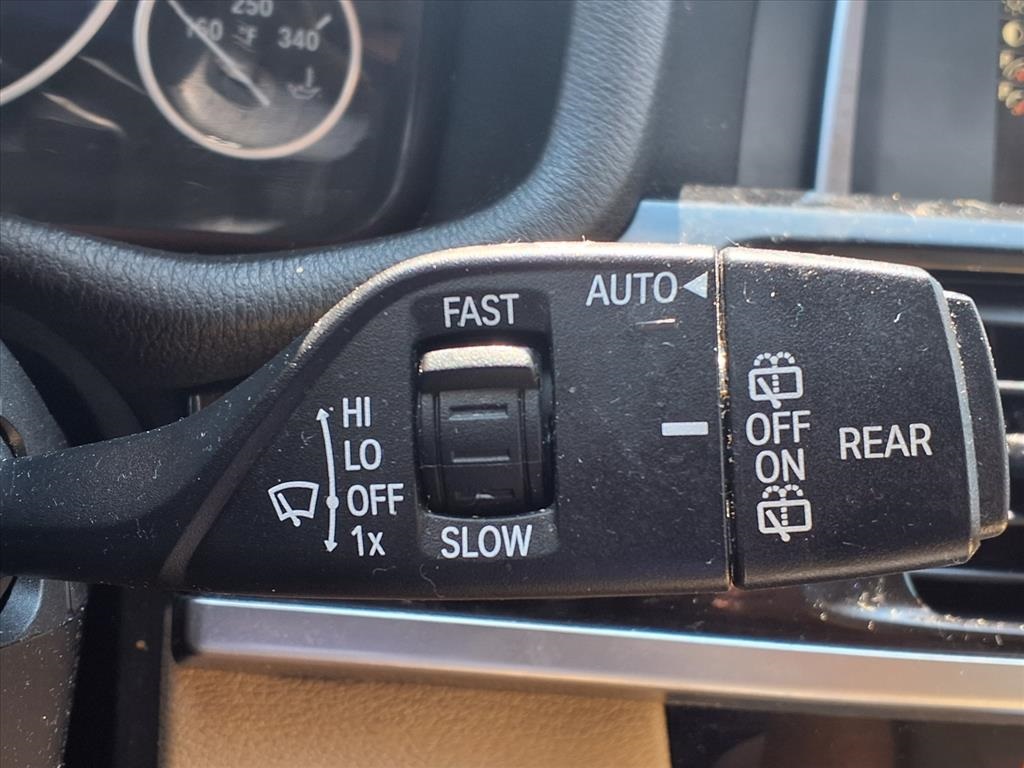 250
160 °F 340
FAST
AUTO
HI
LO
OFF
1x
SLOW
OFF
ON
REAR